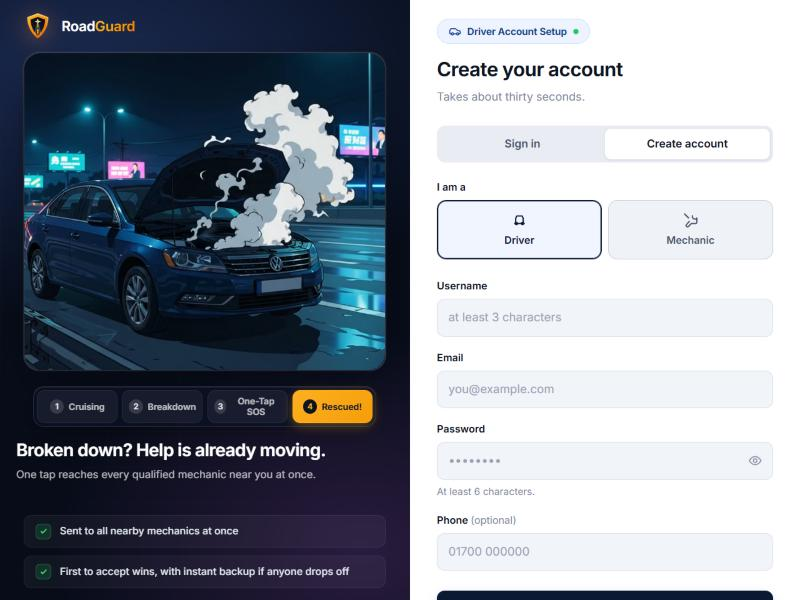 RoadGuard
1 Cruising
2 Breakdown
3 One-Tap SOS
4 Rescued!
Broken down? Help is already moving.
One tap reaches every qualified mechanic near you at once.
Sent to all nearby mechanics at once
First to accept wins, with instant backup if anyone drops off
Driver Account Setup
Create your account
Takes about thirty seconds.
Sign in
Create account
I am a
Driver
Mechanic
Username
at least 3 characters
Email
you@example.com
Password
••••••••
At least 6 characters.
Phone (optional)
01700 000000